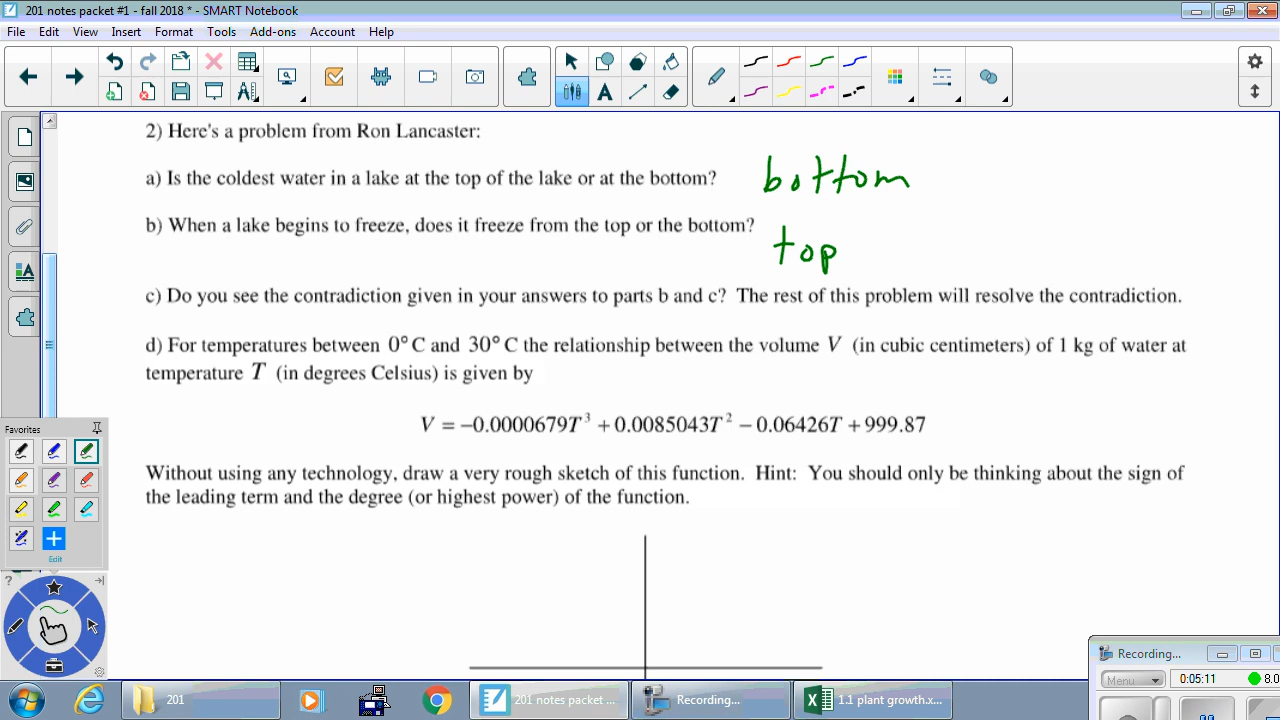 201 notes packet #1 - fall 2018 * - SMART Notebook
File Edit View Insert Format Tools Add-ons Account Help
2) Here's a problem from Ron Lancaster:
a) Is the coldest water in a lake at the top of the lake or at the bottom? bottom
b) When a lake begins to freeze, does it freeze from the top or the bottom?
top
c) Do you see the contradiction given in your answers to parts b and c? The rest of this problem will resolve the contradiction.
d) For temperatures between 0° C and 30° C the relationship between the volume V (in cubic centimeters) of 1 kg of water at
temperature T (in degrees Celsius) is given by
V = −0.0000679T³ + 0.0085043T² − 0.06426T + 999.87
Without using any technology, draw a very rough sketch of this function. Hint: You should only be thinking about the sign of
the leading term and the degree (or highest power) of the function.
Favorites
Edit
?
Recording...
Menu 0:05:11 8.0
201
201 notes packet ...
Recording...
1.1 plant growth.x...